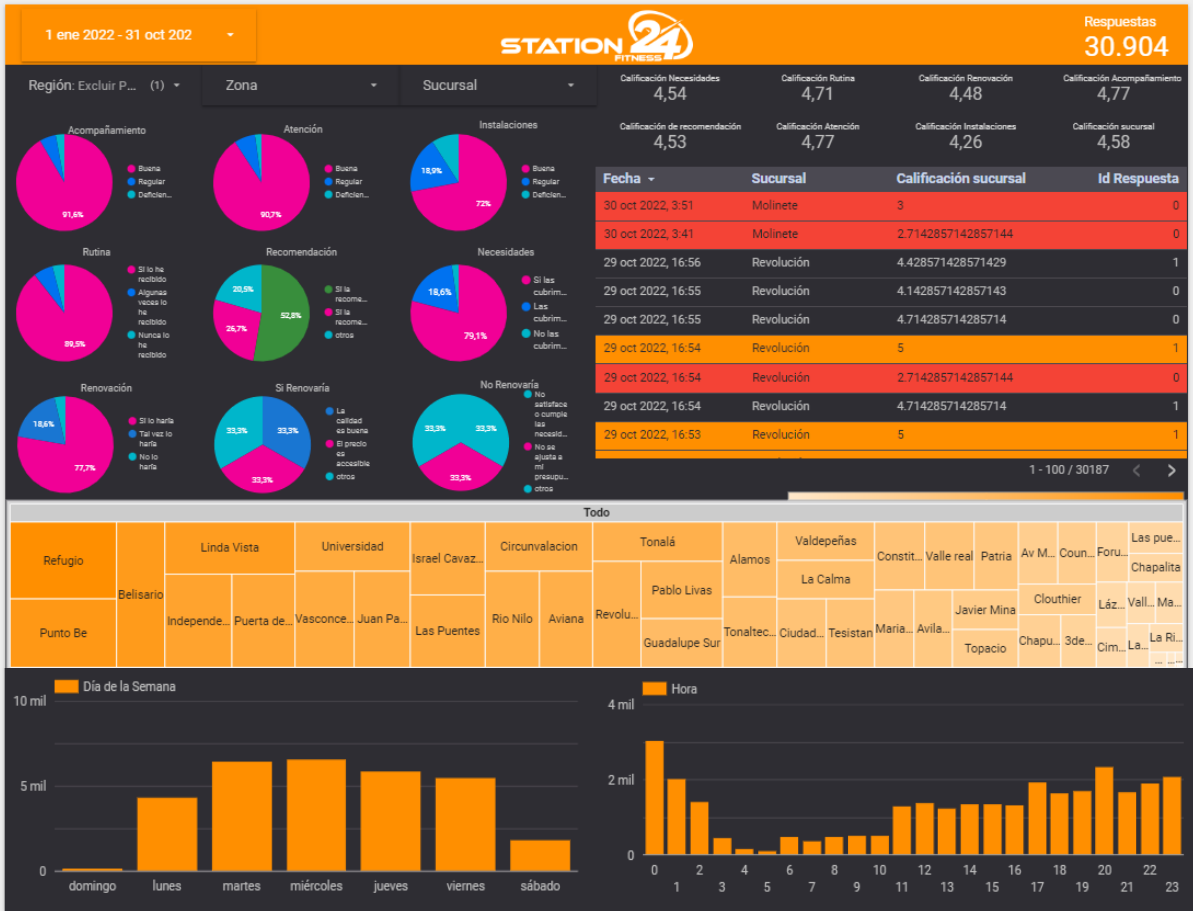 1 ene 2022 - 31 oct 202
STATION 24
FITNESS
Respuestas
30.904
Región: Excluir P... (1)
Zona
Sucursal
Calificación Necesidades
4,54
Calificación Rutina
4,71
Calificación Renovación
4,48
Calificación Acompañamiento
4,77
Calificación de recomendación
4,53
Calificación Atención
4,77
Calificación Instalaciones
4,26
Calificación sucursal
4,58
Acompañamiento
Buena
Regular
Deficien...
91,6%
Atención
Buena
Regular
Deficien...
90,7%
Instalaciones
Buena
Regular
Deficien...
18,9%
72%
Rutina
Si lo he
recibido
Algunas
veces lo
he
recibido
Nunca lo
he
recibido
89,5%
Recomendación
Si la
recome...
Si la
recome...
otros
20,5%
52,8%
26,7%
Necesidades
Si las
cubrim...
Las
cubrim...
No las
cubrim...
18,6%
79,1%
Renovación
Si lo haría
Tal vez lo
haría
No lo
haría
18,6%
77,7%
Si Renovaría
La
calidad
es buena
El precio
es
accesible
otros
33,3%
33,3%
33,3%
No Renovaría
No
satisface
o cumple
las
necesid...
No se
ajusta a
mi
presupu...
otros
33,3%
33,3%
33,3%
Fecha Sucursal Calificación sucursal Id Respuesta
30 oct 2022, 3:51 Molinete 3 0
30 oct 2022, 3:41 Molinete 2.7142857142857144 0
29 oct 2022, 16:56 Revolución 4.428571428571429 1
29 oct 2022, 16:55 Revolución 4.142857142857143 0
29 oct 2022, 16:55 Revolución 4.714285714285714 0
29 oct 2022, 16:54 Revolución 5 1
29 oct 2022, 16:54 Revolución 2.7142857142857144 0
29 oct 2022, 16:54 Revolución 4.714285714285714 1
29 oct 2022, 16:53 Revolución 5 1
1 - 100 / 30187
Todo
Refugio
Punto Be
Belisario
Linda Vista
Independe...
Puerta de...
Universidad
Vasconce...
Juan Pa...
Israel Cavaz...
Las Puentes
Circunvalacion
Rio Nilo
Aviana
Tonalá
Revolu...
Pablo Livas
Guadalupe Sur
Alamos
Tonaltec...
Valdepeñas
La Calma
Ciudad...
Tesistan
Constit...
Valle real
Patria
Maria...
Avila...
Javier Mina
Topacio
Av M...
Coun...
Clouthier
Chapu...
3de...
Foru...
Las pue...
Chapalita
Láz...
Vall...
Ma...
Cim...
La...
La Ri...
... ... ...
Día de la Semana
10 mil
5 mil
0
domingo lunes martes miércoles jueves viernes sábado
Hora
4 mil
2 mil
0
0 2 4 6 8 10 12 14 16 18 20 22
1 3 5 7 9 11 13 15 17 19 21 23